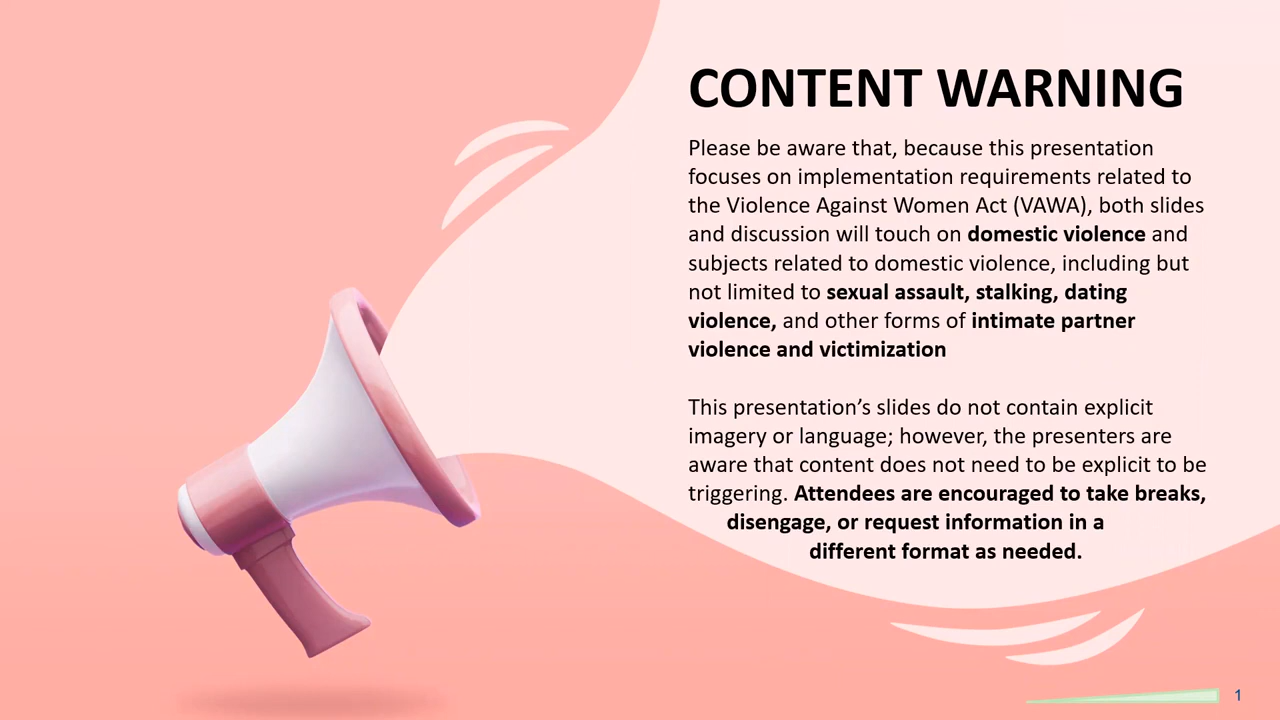 CONTENT WARNING
Please be aware that, because this presentation
focuses on implementation requirements related to
the Violence Against Women Act (VAWA), both slides
and discussion will touch on domestic violence and
subjects related to domestic violence, including but
not limited to sexual assault, stalking, dating
violence, and other forms of intimate partner
violence and victimization
This presentation’s slides do not contain explicit
imagery or language; however, the presenters are
aware that content does not need to be explicit to be
triggering. Attendees are encouraged to take breaks,
disengage, or request information in a
different format as needed.
1